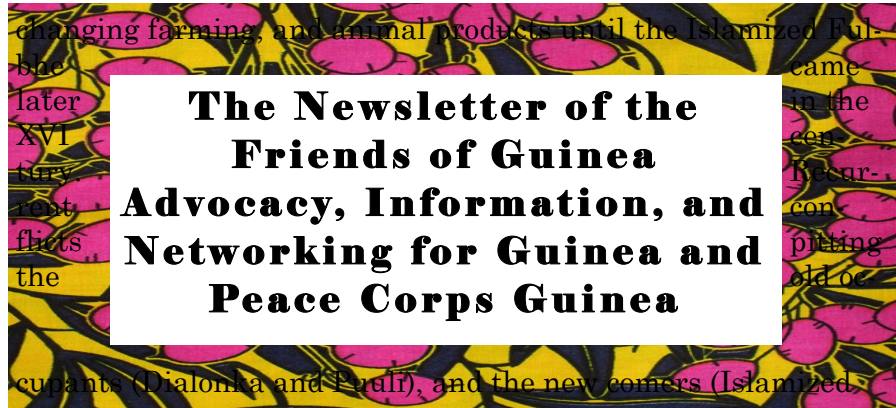 changing farming, and animal products until the Islamized Ful-
bhe came
later in the
XVI cen-
tury. Recur-
rent con-
flicts pitting
the old oc-
The Newsletter of the
Friends of Guinea
Advocacy, Information, and
Networking for Guinea and
Peace Corps Guinea
cupants (Dialonka and Puuli), and the new comers (Islamized